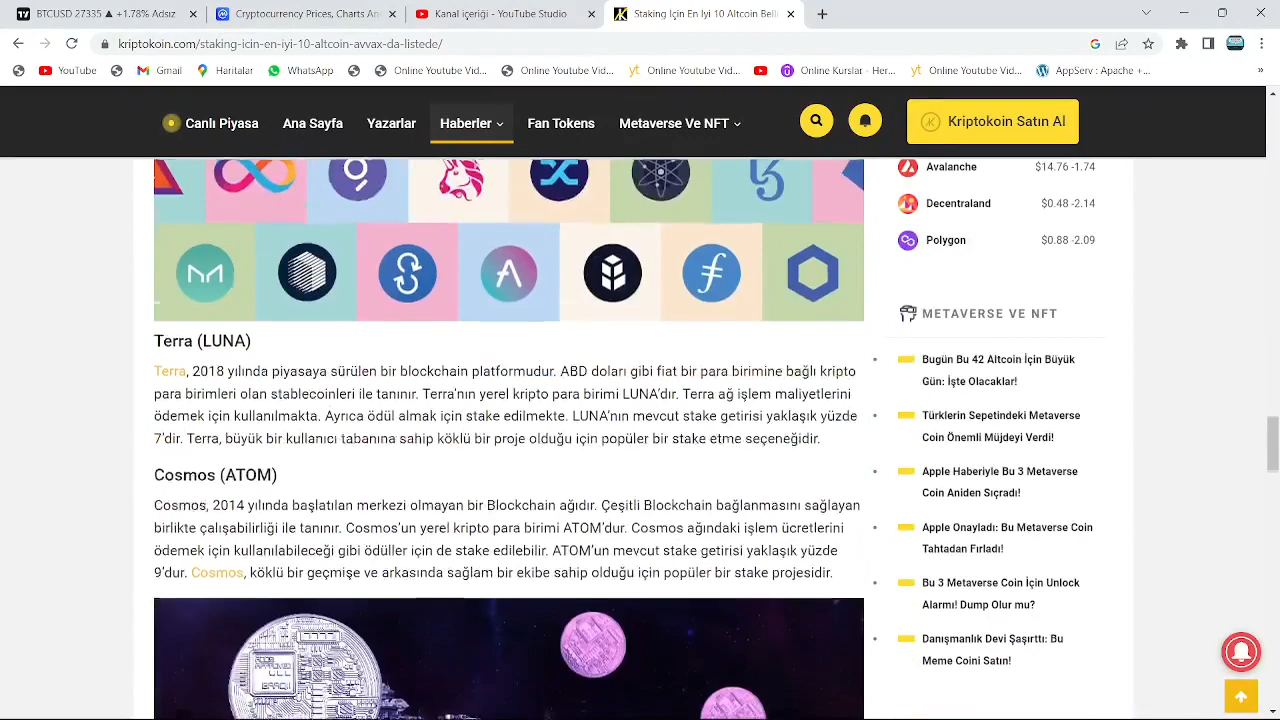 BTCUSD 27335 ▲ +1.78% Adsız
Cryptocurrency Prices, Charts
Kanal içeriği - YouTube Studio
Staking İçin En İyi 10 Altcoin Belli
kriptokoin.com/staking-icin-en-iyi-10-altcoin-avvax-da-listede/
YouTube
Gmail
Haritalar
WhatsApp
Online Youtube Vid...
Online Youtube Vid...
yt Online Youtube Vid...
Online Kurslar - Her...
yt Online Youtube Vid...
AppServ : Apache + ...
»
Canlı Piyasa
Ana Sayfa
Yazarlar
Haberler
Fan Tokens
Metaverse Ve NFT
Kriptokoin Satın Al
Terra (LUNA)
Terra, 2018 yılında piyasaya sürülen bir blockchain platformudur. ABD doları gibi fiat bir para birimine bağlı kripto
para birimleri olan stablecoinleri ile tanınır. Terra’nın yerel kripto para birimi LUNA’dır. Terra ağ işlem maliyetlerini
ödemek için kullanılmakta. Ayrıca ödül almak için stake edilmekte. LUNA’nın mevcut stake getirisi yaklaşık yüzde
7’dir. Terra, büyük bir kullanıcı tabanına sahip köklü bir proje olduğu için popüler bir stake etme seçeneğidir.
Cosmos (ATOM)
Cosmos, 2014 yılında başlatılan merkezi olmayan bir Blockchain ağıdır. Çeşitli Blockchain bağlanmasını sağlayan
birlikte çalışabilirliği ile tanınır. Cosmos’un yerel kripto para birimi ATOM’dur. Cosmos ağındaki işlem ücretlerini
ödemek için kullanılabileceği gibi ödüller için de stake edilebilir. ATOM’un mevcut stake getirisi yaklaşık yüzde
9’dur. Cosmos, köklü bir geçmişe ve arkasında sağlam bir ekibe sahip olduğu için popüler bir stake projesidir.
Avalanche $14.76 -1.74
Decentraland $0.48 -2.14
Polygon $0.88 -2.09
METAVERSE VE NFT
Bugün Bu 42 Altcoin İçin Büyük
Gün: İşte Olacaklar!
Türklerin Sepetindeki Metaverse
Coin Önemli Müjdeyi Verdi!
Apple Haberiyle Bu 3 Metaverse
Coin Aniden Sıçradı!
Apple Onayladı: Bu Metaverse Coin
Tahtadan Fırladı!
Bu 3 Metaverse Coin İçin Unlock
Alarmı! Dump Olur mu?
Danışmanlık Devi Şaşırttı: Bu
Meme Coini Satın!